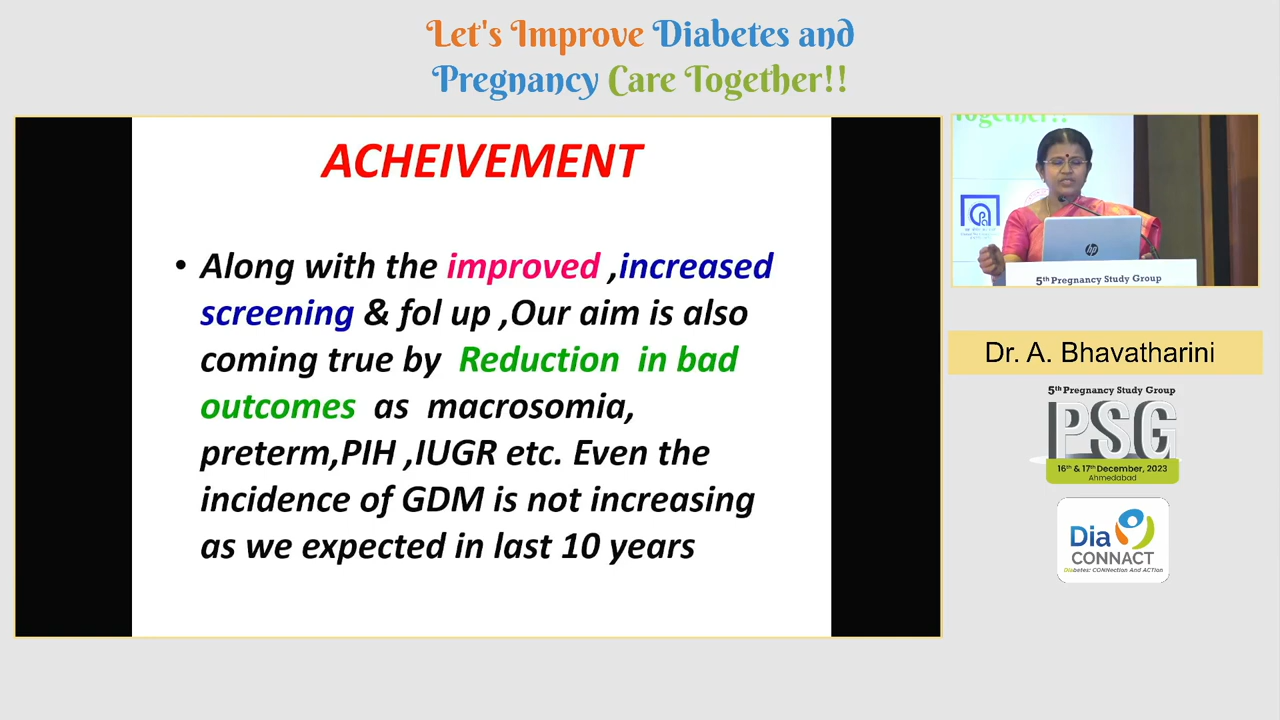 Let's Improve Diabetes and
Pregnancy Care Together!!
ACHEIVEMENT
• Along with the improved ,increased
screening & fol up ,Our aim is also
coming true by Reduction in bad
outcomes as macrosomia,
preterm,PIH ,IUGR etc. Even the
incidence of GDM is not increasing
as we expected in last 10 years
Together!!
hp
5th Pregnancy Study Group
Dr. A. Bhavatharini
5th Pregnancy Study Group
PSG
16th & 17th December, 2023
Ahmedabad
Dia
CONNACT
Diabetes: CONNection And ACTion